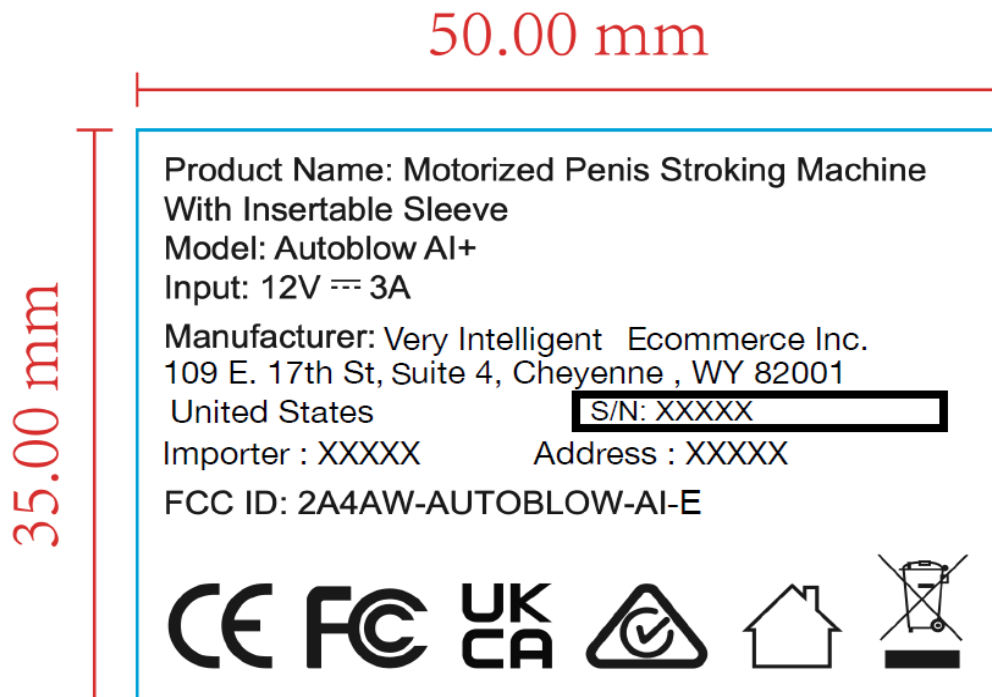 50.00 mm
35.00 mm
Product Name: Motorized Penis Stroking Machine
With Insertable Sleeve
Model: Autoblow AI+
Input: 12V ⎓ 3A
Manufacturer: Very Intelligent Ecommerce Inc.
109 E. 17th St, Suite 4, Cheyenne , WY 82001
United States
S/N: XXXXX
Importer : XXXXX Address : XXXXX
FCC ID: 2A4AW-AUTOBLOW-AI-E
CE FC UK
CA